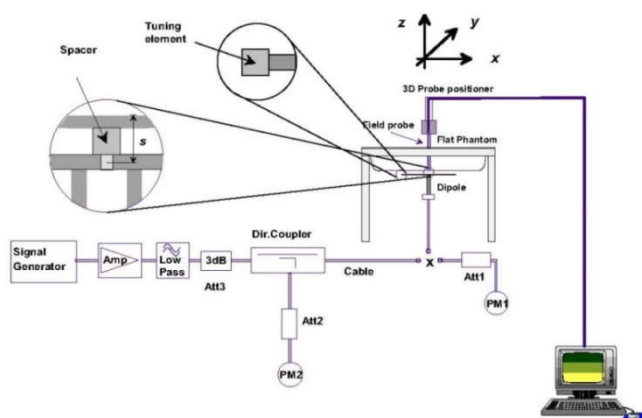 Tuning
element
Spacer
z
y
x
3D Probe positioner
Field probe
Flat Phantom
s
Dipole
Signal
Generator
Amp
Low
Pass
3dB
Att3
Dir.Coupler
Cable
x
Att1
PM1
Att2
PM2